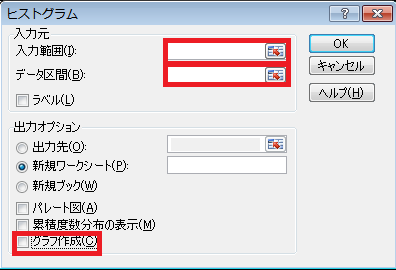 ヒストグラム
入力元
入力範囲(I):
データ区間(B):
ラベル(L)
OK
キャンセル
ヘルプ(H)
出力オプション
出力先(O):
新規ワークシート(P):
新規ブック(W)
パレート図(A)
累積度数分布の表示(M)
グラフ作成(C)